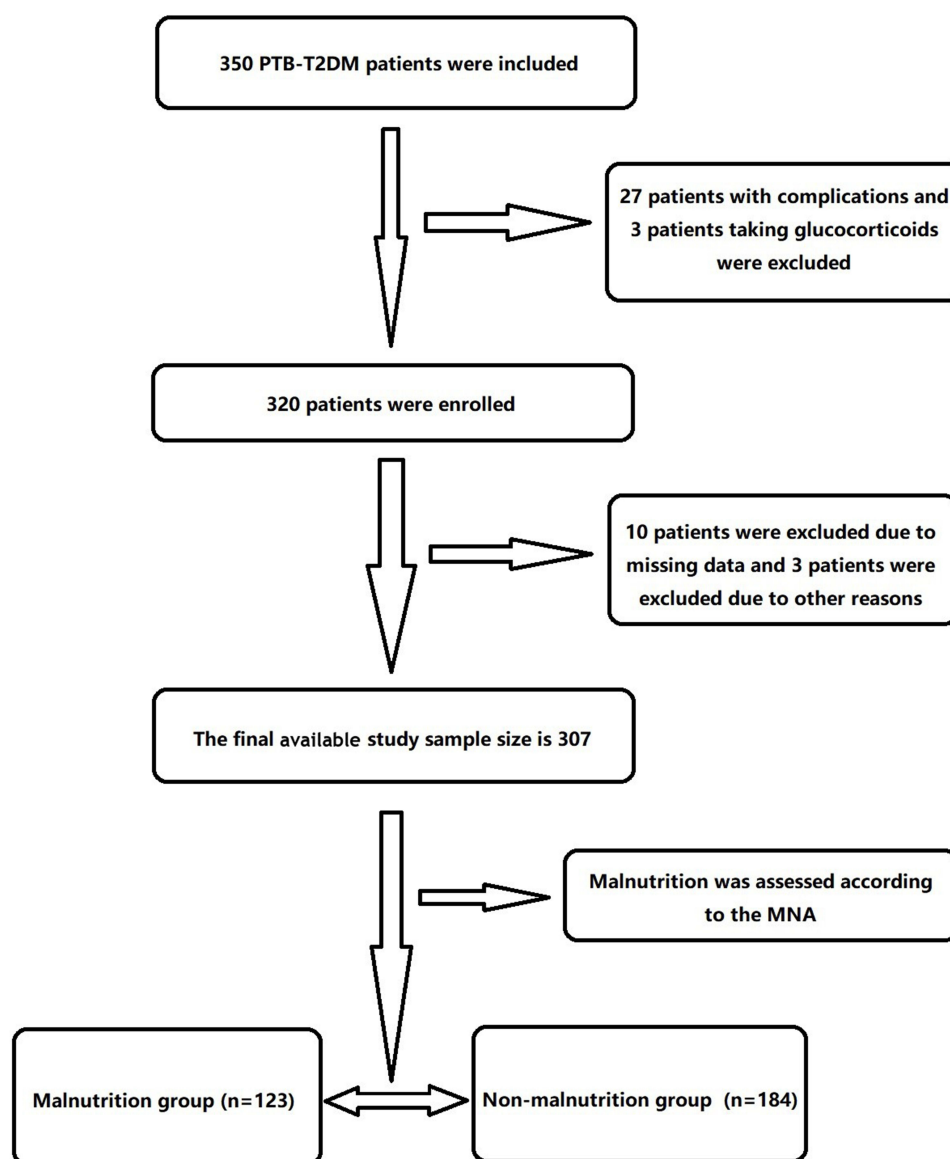 350 PTB-T2DM patients were included
27 patients with complications and
3 patients taking glucocorticoids
were excluded
320 patients were enrolled
10 patients were excluded due to
missing data and 3 patients were
excluded due to other reasons
The final available study sample size is 307
Malnutrition was assessed according
to the MNA
Malnutrition group (n=123)
Non-malnutrition group (n=184)